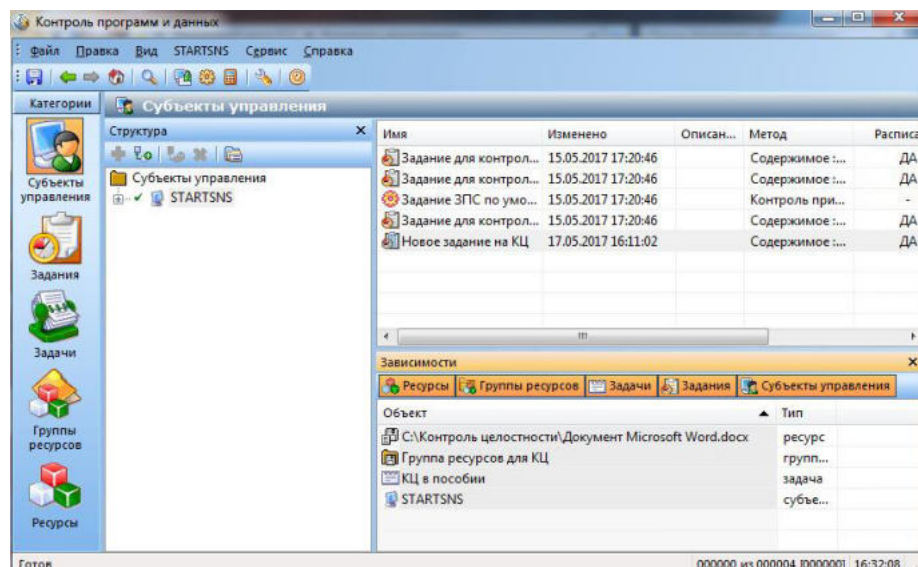 Контроль программ и данных
Файл Правка Вид STARTSNS Сервис Справка
Категории
Субъекты управления
Субъекты
управления
Задания
Задачи
Группы
ресурсов
Ресурсы
Структура
Субъекты управления
STARTSNS
Имя Изменено Описан... Метод Расписа
Задание для контрол... 15.05.2017 17:20:46 Содержимое :... ДА
Задание для контрол... 15.05.2017 17:20:46 Содержимое :... ДА
Задание ЗПС по умо... 15.05.2017 17:20:46 Контроль при... -
Задание для контрол... 15.05.2017 17:20:46 Содержимое :... ДА
Новое задание на КЦ 17.05.2017 16:11:02 Содержимое :... ДА
Зависимости
Ресурсы Группы ресурсов Задачи Задания Субъекты управления
Объект Тип
C:\Контроль целостности\Документ Microsoft Word.docx ресурс
Группа ресурсов для КЦ групп...
КЦ в пособии задача
STARTSNS субъе...
Готов 000000 из 000004 [000000] 16:32:08